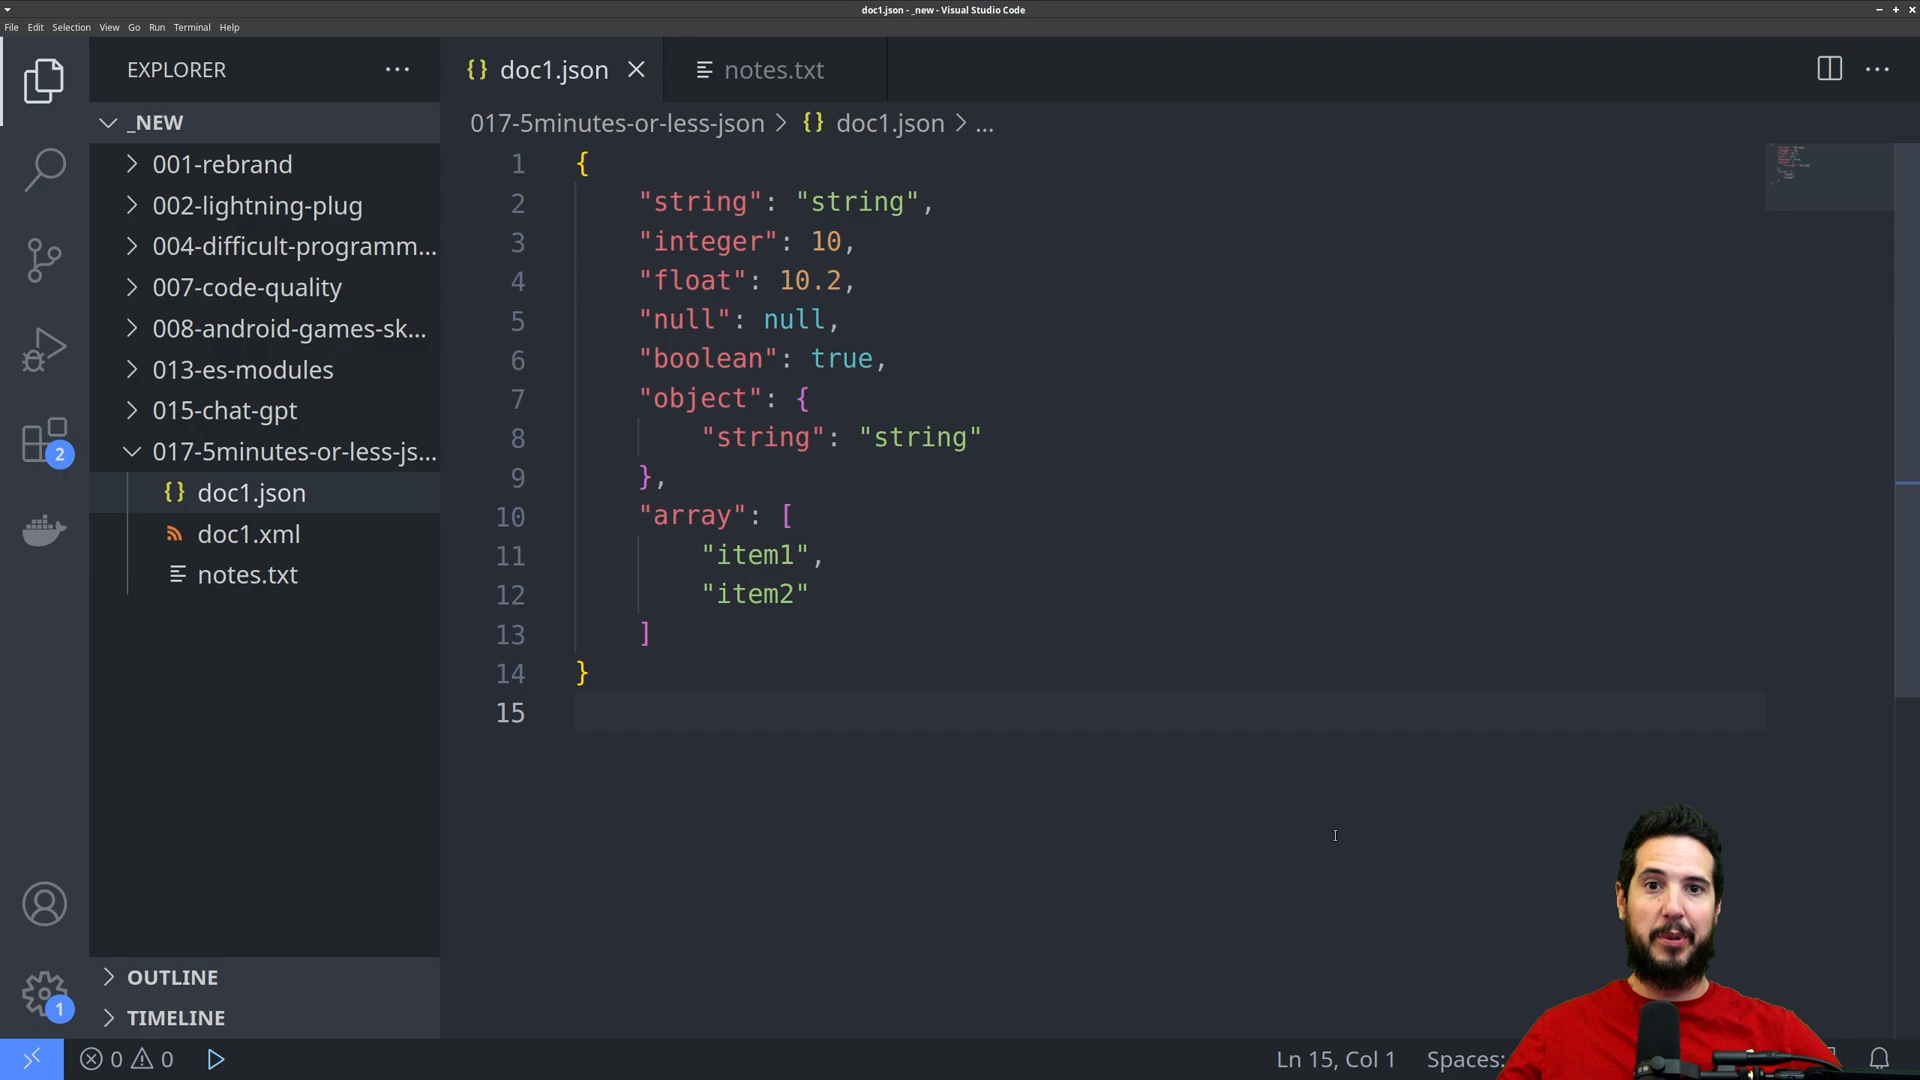 doc1.json - _new - Visual Studio Code
File Edit Selection View Go Run Terminal Help
EXPLORER
_NEW
001-rebrand
002-lightning-plug
004-difficult-programm...
007-code-quality
008-android-games-sk...
013-es-modules
015-chat-gpt
017-5minutes-or-less-js...
doc1.json
doc1.xml
notes.txt
OUTLINE
TIMELINE
2
1
doc1.json notes.txt
017-5minutes-or-less-json > {} doc1.json > ...
1 {
2 "string": "string",
3 "integer": 10,
4 "float": 10.2,
5 "null": null,
6 "boolean": true,
7 "object": {
8 "string": "string"
9 },
10 "array": [
11 "item1",
12 "item2"
13 ]
14 }
15
0 0 Ln 15, Col 1 Spaces: